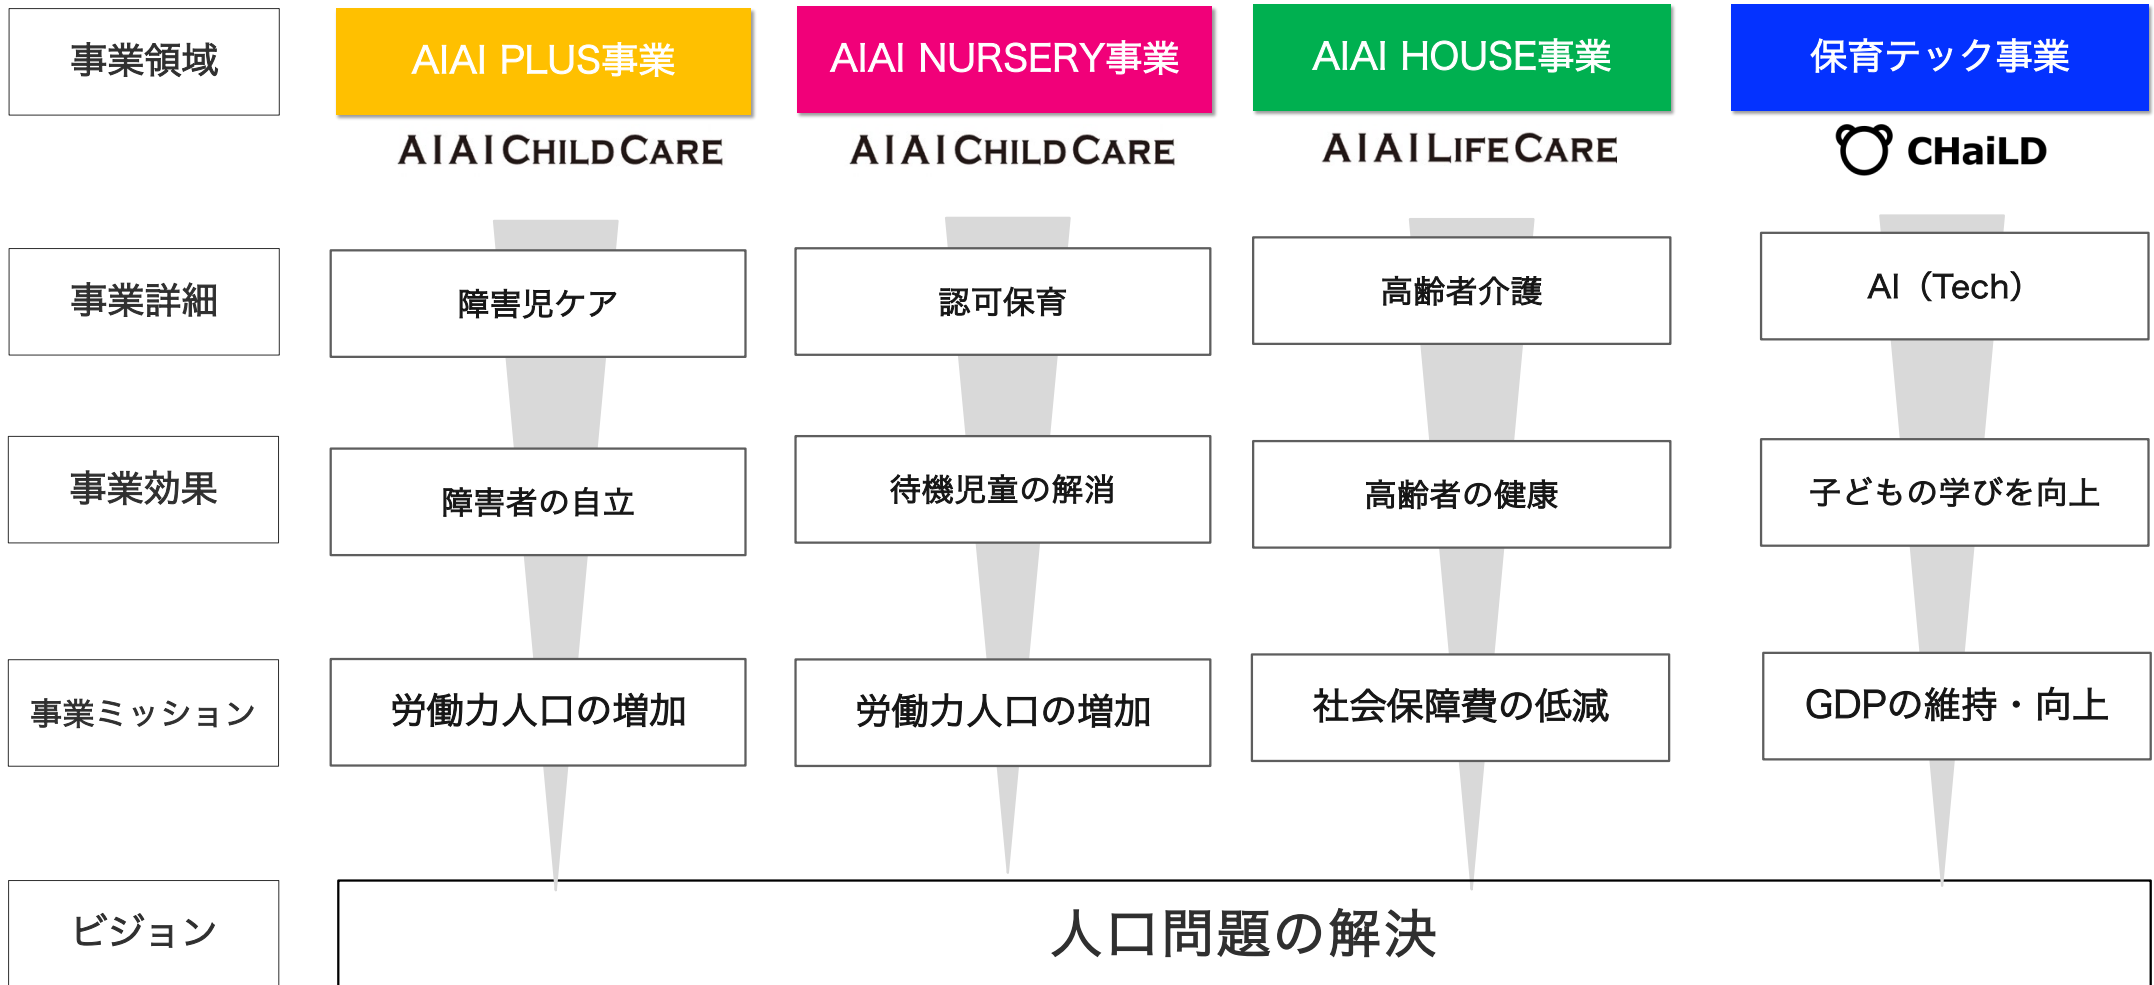 事業領域
AIAI PLUS事業
AIAI NURSERY事業
AIAI HOUSE事業
保育テック事業
AIAI CHILD CARE
AIAI CHILD CARE
AIAI LIFE CARE
CHaiLD
事業詳細
障害児ケア
認可保育
高齢者介護
AI（Tech）
事業効果
障害者の自立
待機児童の解消
高齢者の健康
子どもの学びを向上
事業ミッション
労働力人口の増加
労働力人口の増加
社会保障費の低減
GDPの維持・向上
ビジョン
人口問題の解決